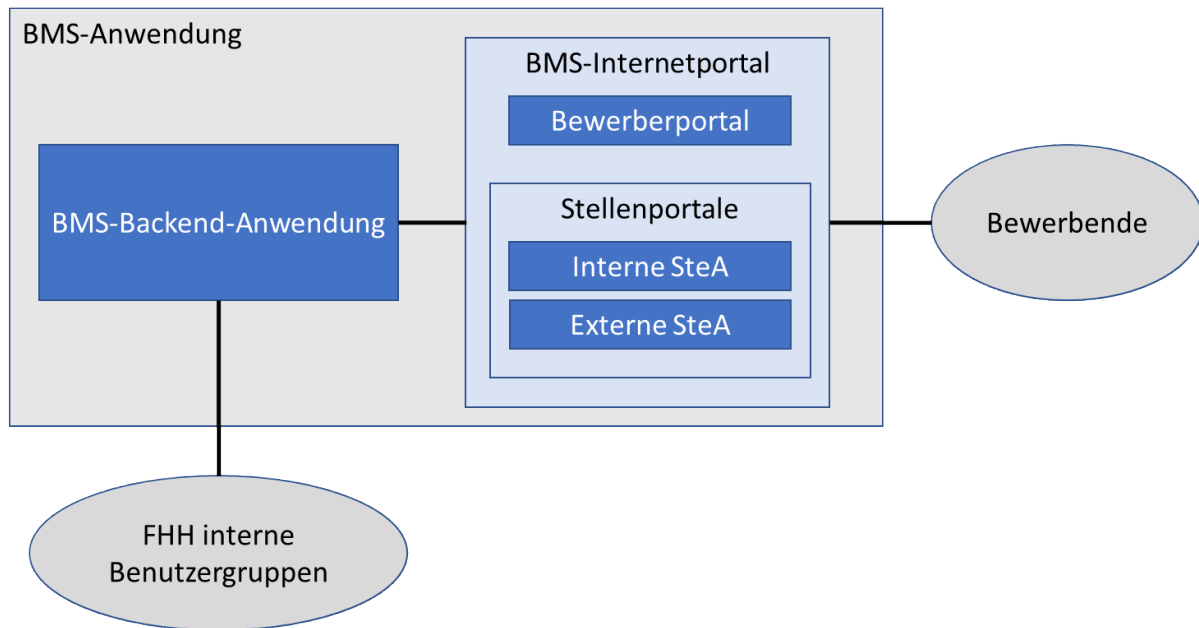 BMS-Anwendung
BMS-Internetportal
Bewerberportal
BMS-Backend-Anwendung
Stellenportale
Interne SteA
Externe SteA
Bewerbende
FHH interne
Benutzergruppen